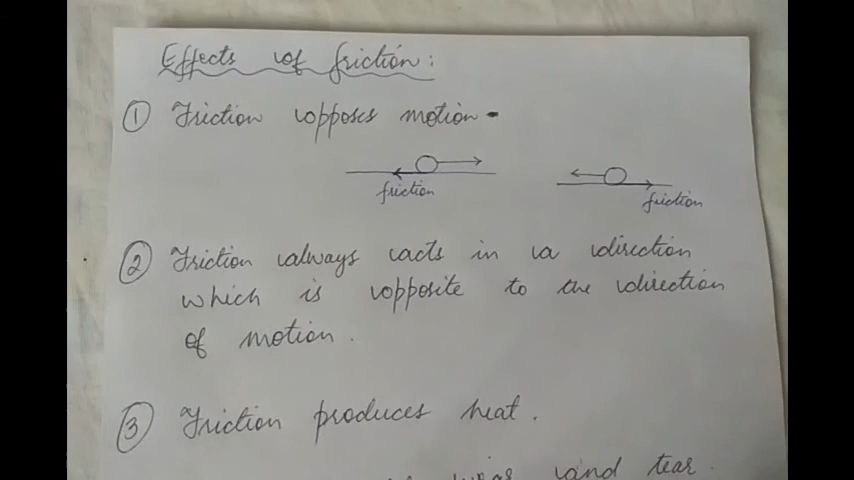 Effects of friction:
① Friction opposes motion -
friction
friction
② Friction always acts in a direction
which is opposite to the direction
of motion.
③ Friction produces heat.
wear and tear.